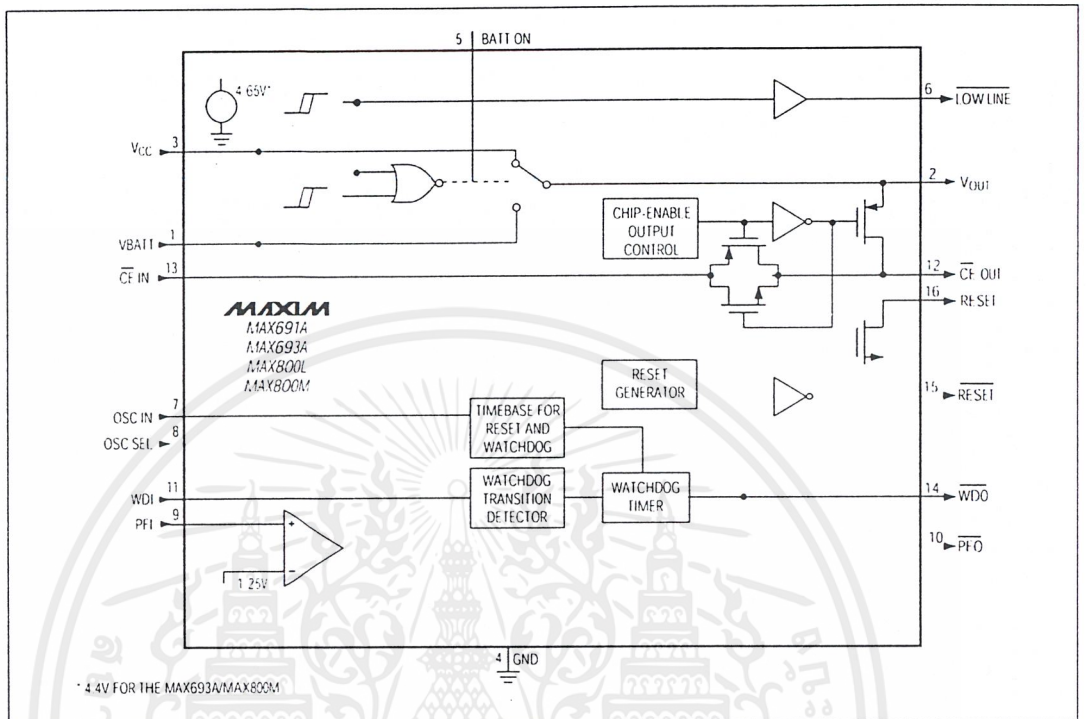 5 BATT ON
4.65V*
6 LOW LINE
VCC 3
2 VOUT
CHIP-ENABLE
OUTPUT
CONTROL
VBATT 1
CE IN 13
12 CE OUT
16 RESET
MAXIM
MAX691A
MAX693A
MAX800L
MAX800M
RESET
GENERATOR
15 RESET
OSC IN 7
OSC SEL 8
TIMEBASE FOR
RESET AND
WATCHDOG
WDI 11
WATCHDOG
TRANSITION
DETECTOR
WATCHDOG
TIMER
14 WDO
PFI 9
+
−
1.25V
10 PFO
4 GND
* 4.4V FOR THE MAX693A/MAX800M